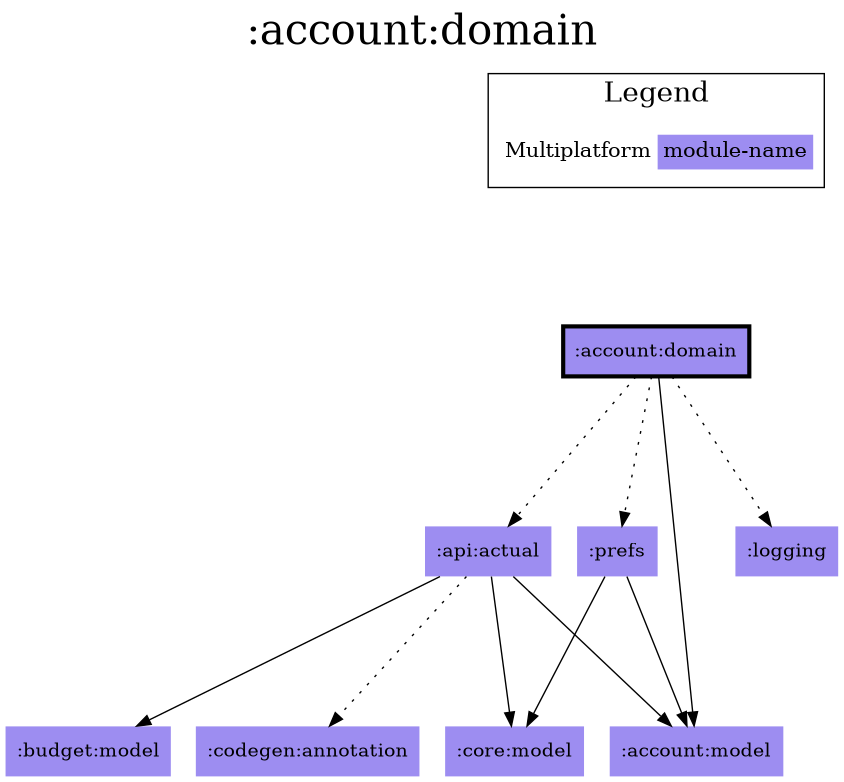 :account:domain
Legend
Multiplatform module-name
:account:domain
:api:actual :prefs :logging
:budget:model :codegen:annotation :core:model :account:model